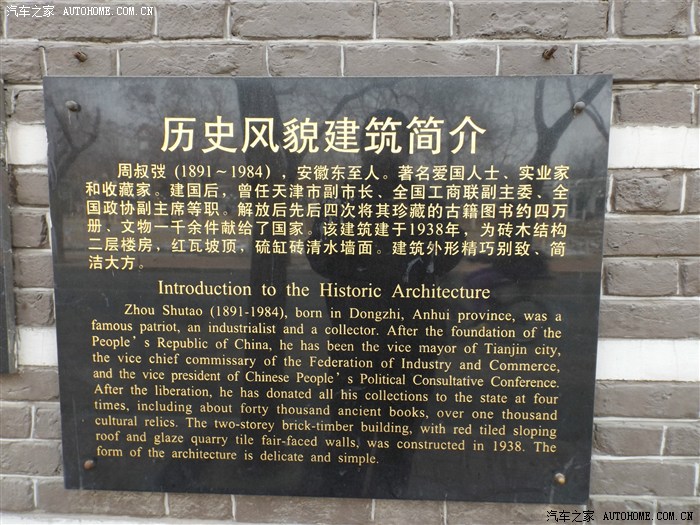 汽车之家 AUTOHOME.COM.CN
历史风貌建筑简介
周叔弢 (1891～1984) ，安徽东至人。著名爱国人士、实业家
和收藏家。建国后，曾任天津市副市长、全国工商联副主委、全
国政协副主席等职。解放后先后四次将其珍藏的古籍图书约四万
册、文物一千余件献给了国家。该建筑建于1938年，为砖木结构
二层楼房，红瓦坡顶，硫缸砖清水墙面。建筑外形精巧别致、简
洁大方。
Introduction to the Historic Architecture
Zhou Shutao (1891-1984), born in Dongzhi, Anhui province, was a
famous patriot, an industrialist and a collector. After the foundation of the
People's Republic of China, he has been the vice mayor of Tianjin city,
the vice chief commissary of the Federation of Industry and Commerce,
and the vice president of Chinese People's Political Consultative Conference.
After the liberation, he has donated all his collections to the state at four
times, including about forty thousand ancient books, over one thousand
cultural relics. The two-storey brick-timber building, with red tiled sloping
roof and glaze quarry tile fair-faced walls, was constructed in 1938. The
form of the architecture is delicate and simple.
汽车之家 AUTOHOME.COM.CN